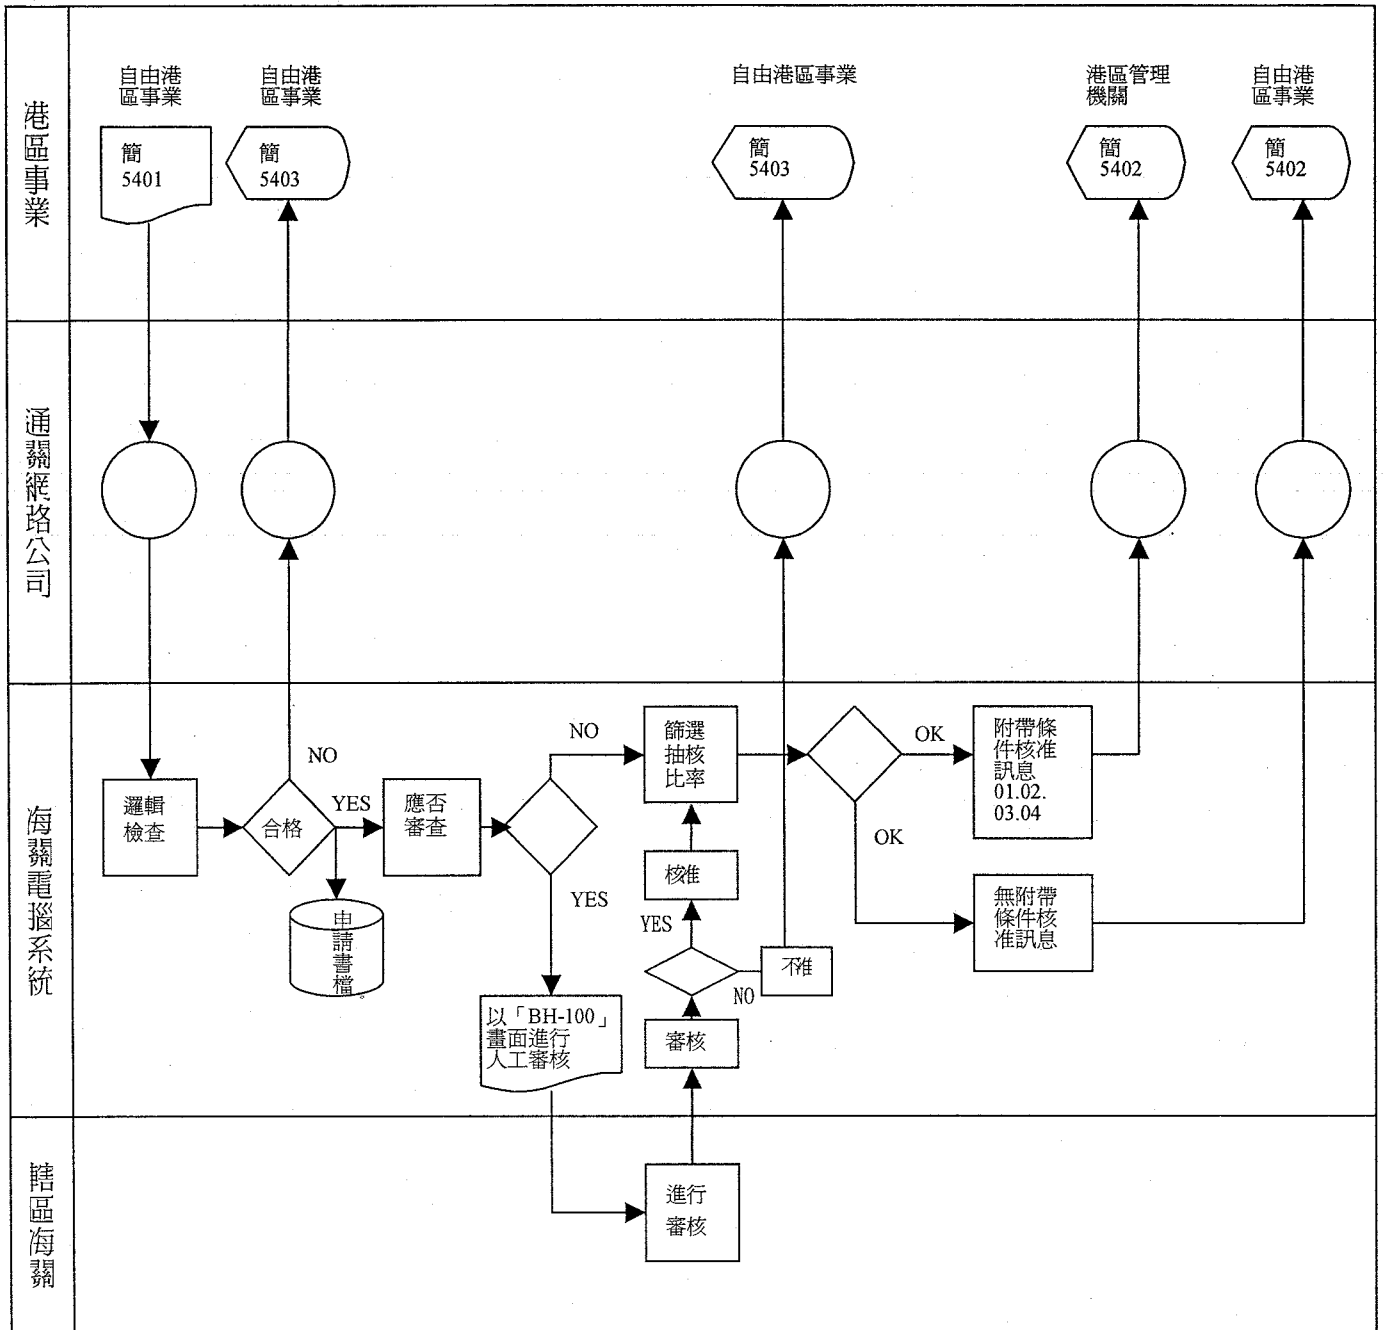 港區事業
自由港
區事業
自由港
區事業
自由港區事業
港區管理
機關
自由港
區事業
簡
5401
簡
5403
簡
5403
簡
5402
簡
5402
通關網路公司
海關電腦系統
邏輯
檢查
NO
合格
YES
申請書檔
應否
審查
NO
YES
以「BH-100」
畫面進行
人工審核
篩選
抽核
比率
核准
YES
NO
不准
審核
OK
OK
附帶條
件核准
訊息
01.02.
03.04
無附帶
條件核
准訊息
轄區海關
進行
審核